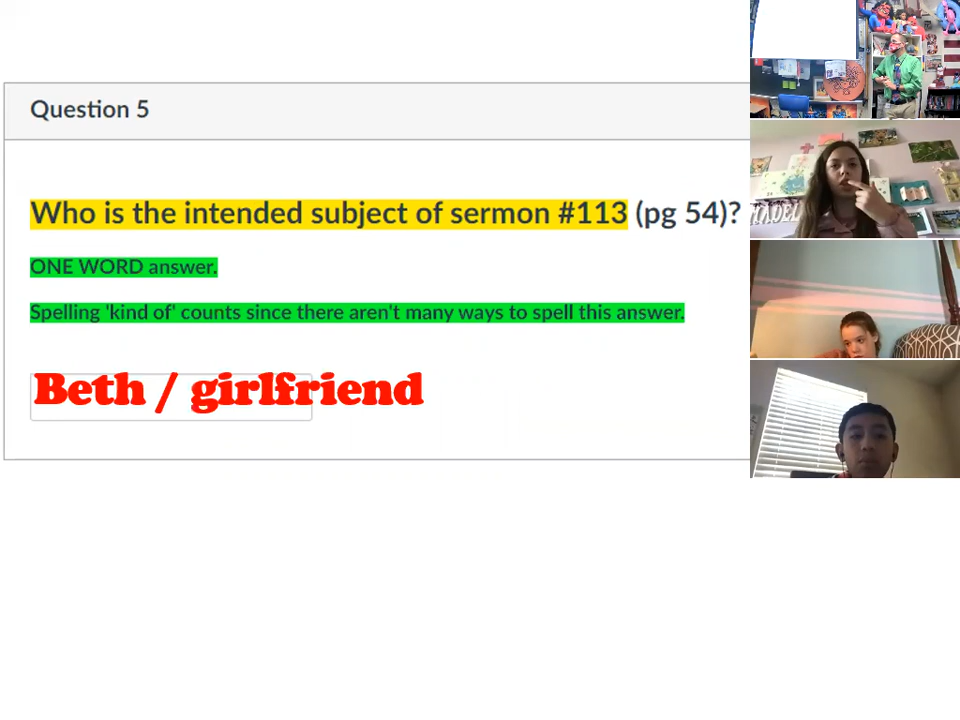 Question 5
Who is the intended subject of sermon #113 (pg 54)?
ONE WORD answer.
Spelling 'kind of' counts since there aren't many ways to spell this answer.
Beth / girlfriend